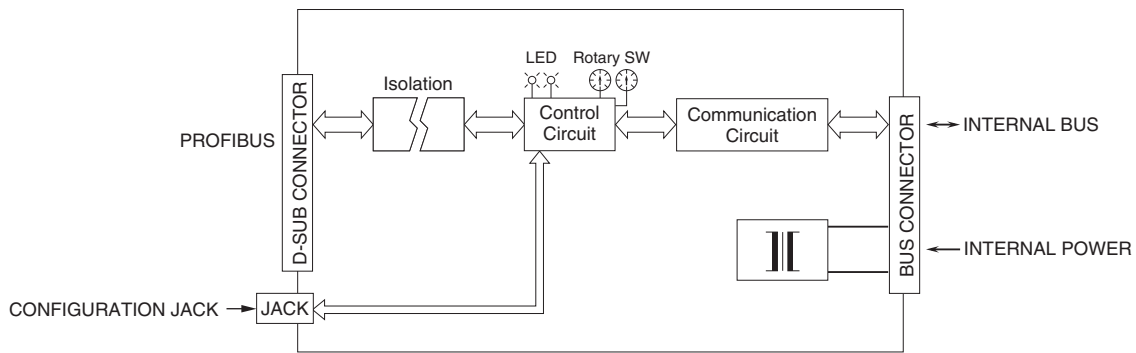 LED
Rotary SW
Isolation
Control
Circuit
Communication
Circuit
PROFIBUS
D-SUB CONNECTOR
BUS CONNECTOR
INTERNAL BUS
INTERNAL POWER
CONFIGURATION JACK
JACK